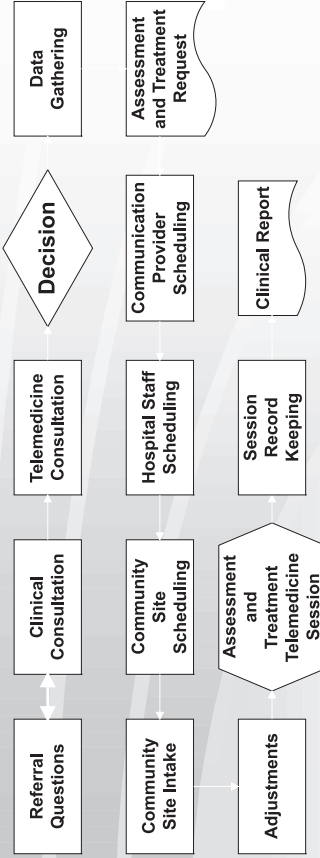 Referral
Questions
Clinical
Consultation
Telemedicine
Consultation
Decision
Data
Gathering
Assessment
and Treatment
Request
Communication
Provider
Scheduling
Hospital Staff
Scheduling
Community
Site
Scheduling
Community
Site Intake
Adjustments
Assessment
and
Treatment
Telemedicine
Session
Session
Record
Keeping
Clinical Report